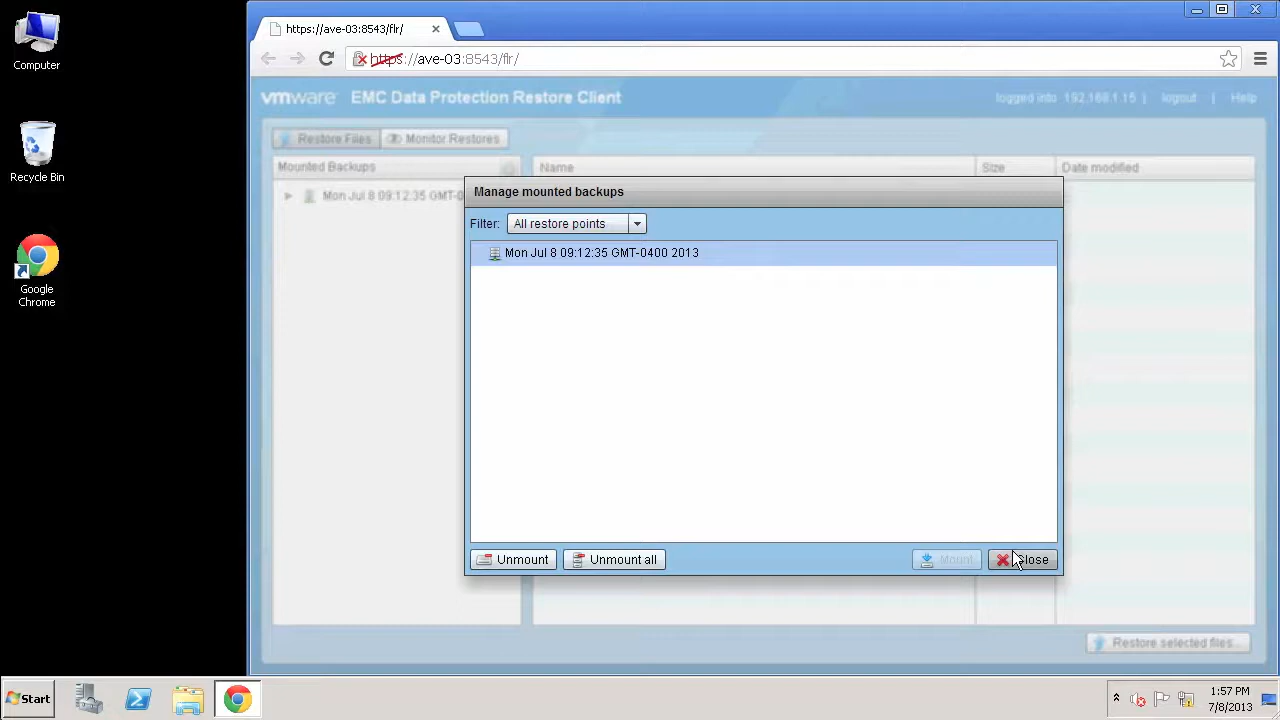 Computer
Recycle Bin
Google
Chrome
https://ave-03:8543/flr/
https://ave-03:8543/flr/
vmware EMC Data Protection Restore Client
logged into 192.168.1.15 | logout | Help
Restore Files Monitor Restores
Mounted Backups Name Size Date modified
Mon Jul 8 09:12:35 GMT-0
Manage mounted backups
Filter: All restore points
Mon Jul 8 09:12:35 GMT-0400 2013
Unmount Unmount all Mount Close
Restore selected files...
Start
1:57 PM
7/8/2013